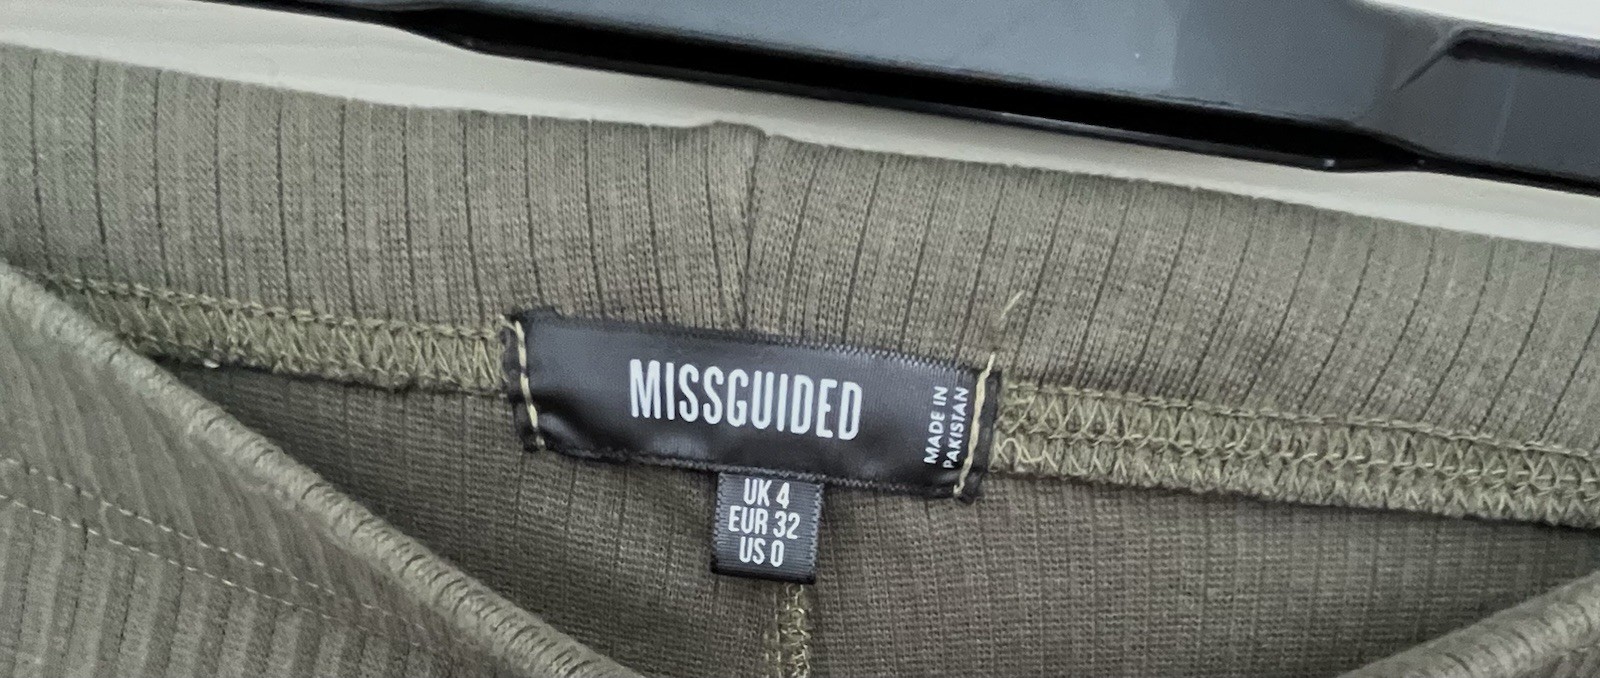 MISSGUIDED
MADE IN
PAKISTAN
UK 4
EUR 32
US 0